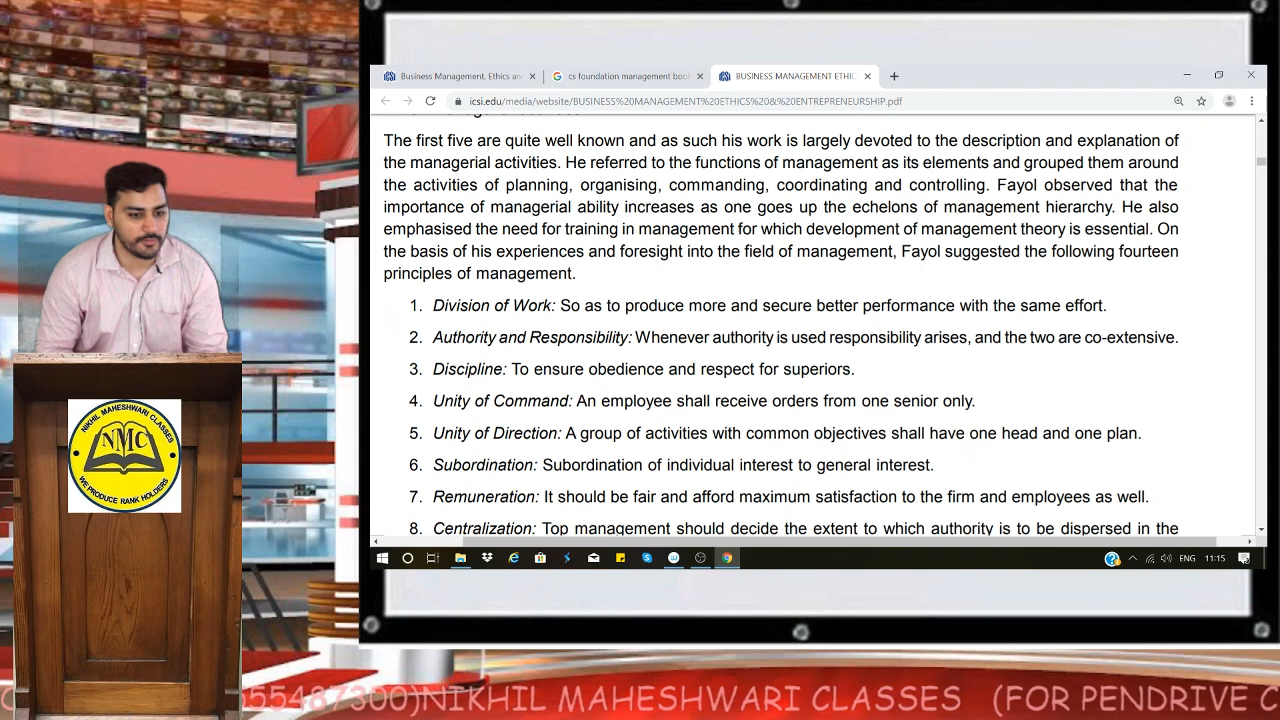 Business Management, Ethics an
cs foundation management boo
BUSINESS MANAGEMENT ETHIC
icsi.edu/media/website/BUSINESS%20MANAGEMENT%20ETHICS%20&%20ENTREPRENEURSHIP.pdf
The first five are quite well known and as such his work is largely devoted to the description and explanation of
the managerial activities. He referred to the functions of management as its elements and grouped them around
the activities of planning, organising, commanding, coordinating and controlling. Fayol observed that the
importance of managerial ability increases as one goes up the echelons of management hierarchy. He also
emphasised the need for training in management for which development of management theory is essential. On
the basis of his experiences and foresight into the field of management, Fayol suggested the following fourteen
principles of management.
1. Division of Work: So as to produce more and secure better performance with the same effort.
2. Authority and Responsibility: Whenever authority is used responsibility arises, and the two are co-extensive.
3. Discipline: To ensure obedience and respect for superiors.
4. Unity of Command: An employee shall receive orders from one senior only.
5. Unity of Direction: A group of activities with common objectives shall have one head and one plan.
6. Subordination: Subordination of individual interest to general interest.
7. Remuneration: It should be fair and afford maximum satisfaction to the firm and employees as well.
8. Centralization: Top management should decide the extent to which authority is to be dispersed in the
ENG 11:15
NIKHIL MAHESHWARI CLASSES
NMC
WE PRODUCE RANK HOLDERS
55487300)NIKHIL MAHESHWARI CLASSES (FOR PENDRIVE C